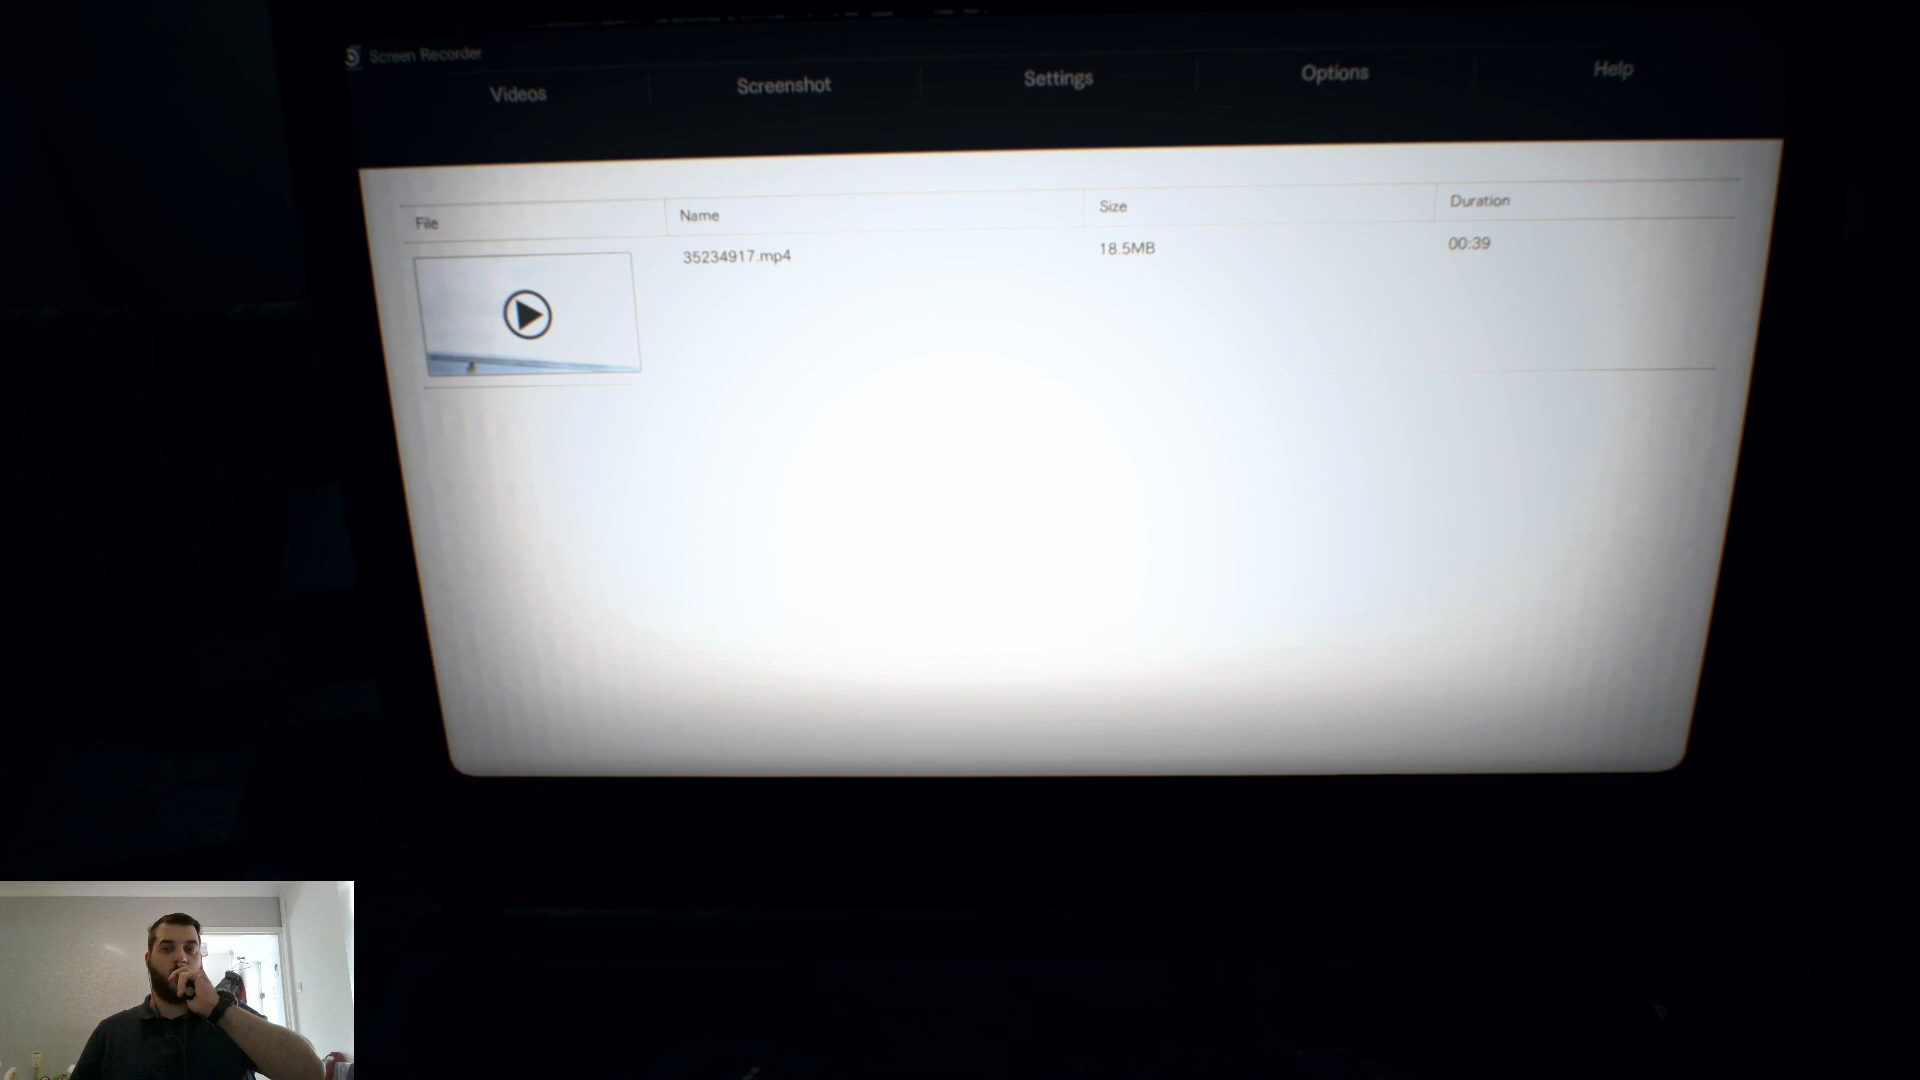 Screen Recorder
Videos Screenshot Settings Options Help
File Name Size Duration
35234917.mp4 18.5MB 00:39